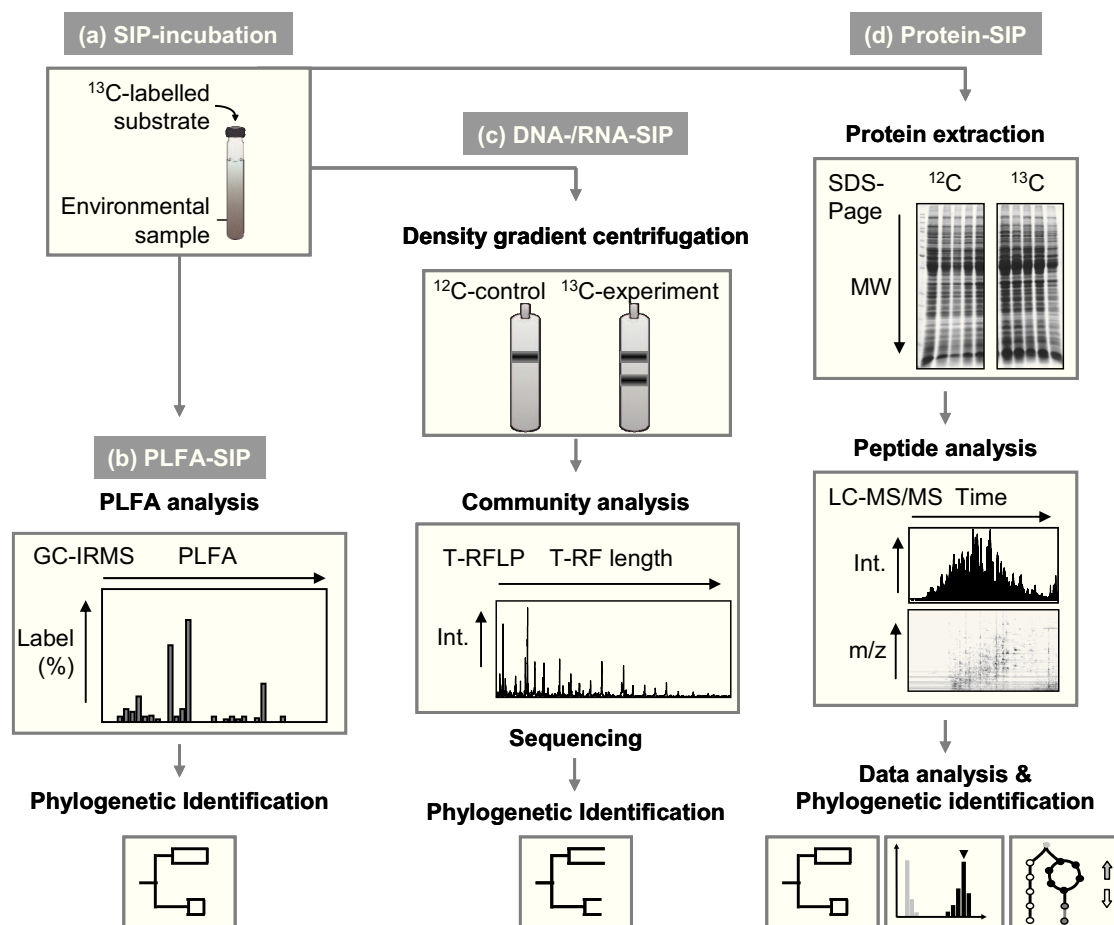 (a) SIP-incubation
¹³C-labelled
substrate
Environmental
sample
(b) PLFA-SIP
PLFA analysis
GC-IRMS PLFA
Label
(%)
Phylogenetic Identification
(c) DNA-/RNA-SIP
Density gradient centrifugation
¹²C-control ¹³C-experiment
Community analysis
T-RFLP T-RF length
Int.
Sequencing
Phylogenetic Identification
(d) Protein-SIP
Protein extraction
SDS-
Page
¹²C ¹³C
MW
Peptide analysis
LC-MS/MS Time
Int.
m/z
Data analysis &
Phylogenetic identification